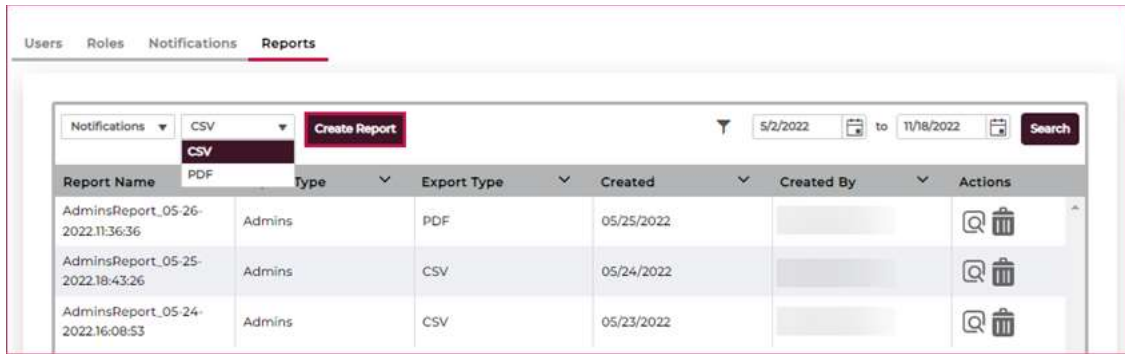 Users Roles Notifications Reports
Notifications CSV Create Report 5/2/2022 to 11/18/2022 Search
CSV
PDF
Report Name Type Export Type Created Created By Actions
AdminsReport_05-26-
2022.11:36:36
Admins PDF 05/25/2022
AdminsReport_05-25-
2022.18:43:26
Admins CSV 05/24/2022
AdminsReport_05-24-
2022.16:08:53
Admins CSV 05/23/2022